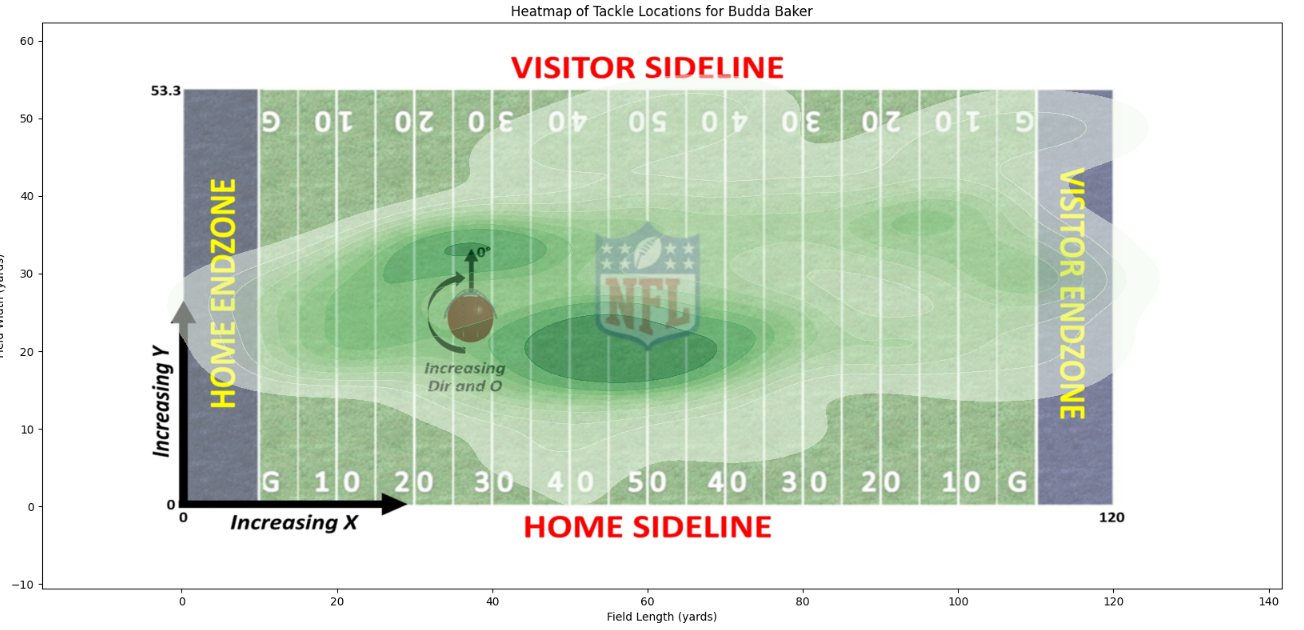 Heatmap of Tackle Locations for Budda Baker
60
50
40
30
20
10
0
−10
VISITOR SIDELINE
53.3
G 10 20 30 40 50 40 30 20 10 G
HOME ENDZONE
VISITOR ENDZONE
0°
NFL
Increasing
Dir and O
Increasing Y
G 10 20 30 40 50 40 30 20 10 G
0
0
Increasing X
HOME SIDELINE
120
0 20 40 60 80 100 120 140
Field Length (yards)